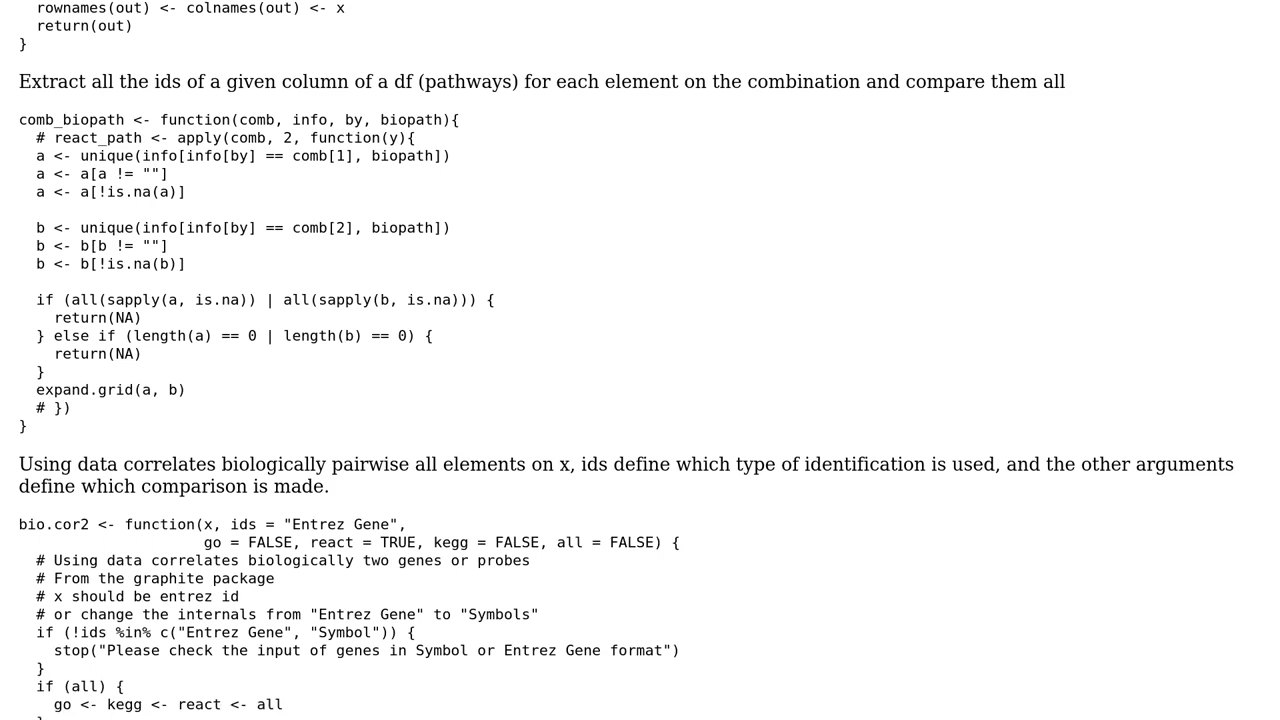 rownames(out) <- colnames(out) <- x
  return(out)
}
Extract all the ids of a given column of a df (pathways) for each element on the combination and compare them all
comb_biopath <- function(comb, info, by, biopath){
  # react_path <- apply(comb, 2, function(y){
  a <- unique(info[info[by] == comb[1], biopath])
  a <- a[a != ""]
  a <- a[!is.na(a)]
  b <- unique(info[info[by] == comb[2], biopath])
  b <- b[b != ""]
  b <- b[!is.na(b)]
  if (all(sapply(a, is.na)) | all(sapply(b, is.na))) {
    return(NA)
  } else if (length(a) == 0 | length(b) == 0) {
    return(NA)
  }
  expand.grid(a, b)
  # })
}
Using data correlates biologically pairwise all elements on x, ids define which type of identification is used, and the other arguments
define which comparison is made.
bio.cor2 <- function(x, ids = "Entrez Gene",
                     go = FALSE, react = TRUE, kegg = FALSE, all = FALSE) {
  # Using data correlates biologically two genes or probes
  # From the graphite package
  # x should be entrez id
  # or change the internals from "Entrez Gene" to "Symbols"
  if (!ids %in% c("Entrez Gene", "Symbol")) {
    stop("Please check the input of genes in Symbol or Entrez Gene format")
  }
  if (all) {
    go <- kegg <- react <- all